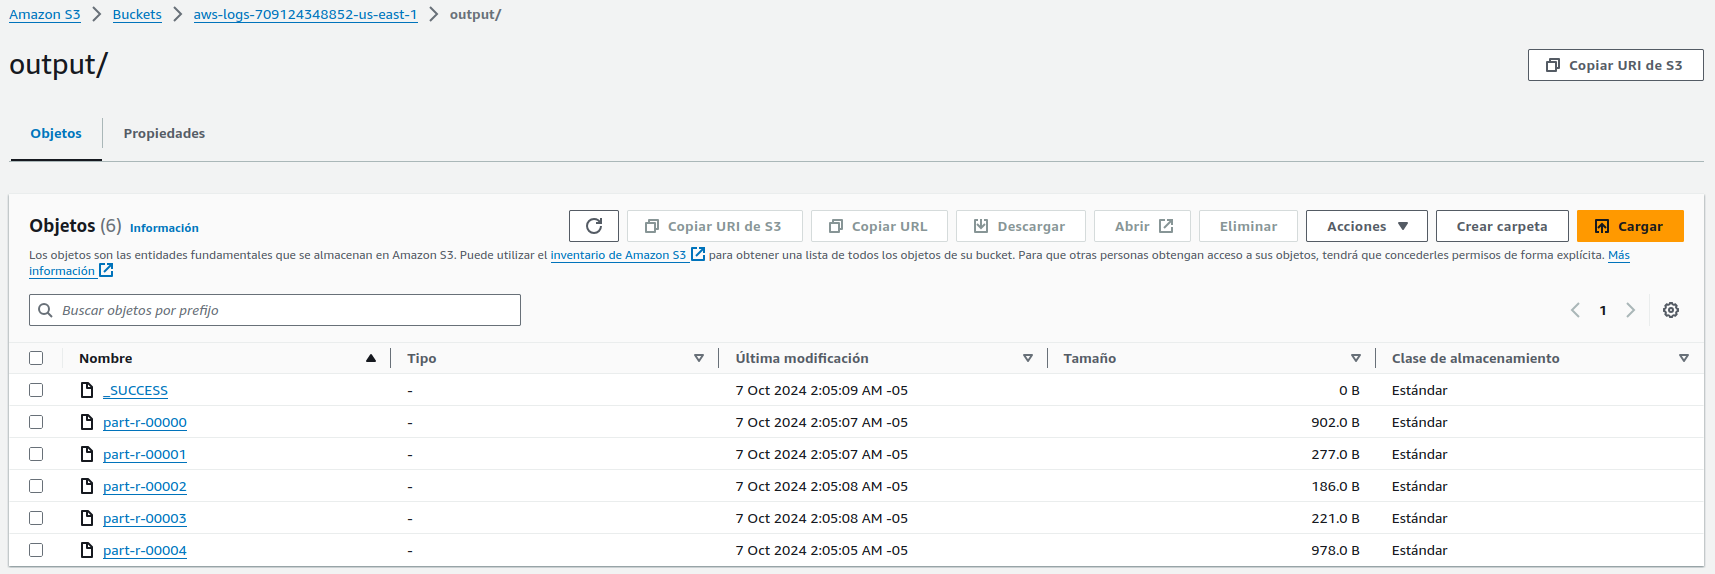 Amazon S3 > Buckets > aws-logs-709124348852-us-east-1 > output/
output/
Copiar URI de S3
Objetos Propiedades
Objetos (6) Información
Copiar URI de S3 Copiar URL Descargar Abrir Eliminar Acciones Crear carpeta Cargar
Los objetos son las entidades fundamentales que se almacenan en Amazon S3. Puede utilizar el inventario de Amazon S3 para obtener una lista de todos los objetos de su bucket. Para que otras personas obtengan acceso a sus objetos, tendrá que concederles permisos de forma explícita. Más
información
Buscar objetos por prefijo
1
Nombre Tipo Última modificación Tamaño Clase de almacenamiento
_SUCCESS - 7 Oct 2024 2:05:09 AM -05 0 B Estándar
part-r-00000 - 7 Oct 2024 2:05:07 AM -05 902.0 B Estándar
part-r-00001 - 7 Oct 2024 2:05:07 AM -05 277.0 B Estándar
part-r-00002 - 7 Oct 2024 2:05:08 AM -05 186.0 B Estándar
part-r-00003 - 7 Oct 2024 2:05:08 AM -05 221.0 B Estándar
part-r-00004 - 7 Oct 2024 2:05:05 AM -05 978.0 B Estándar